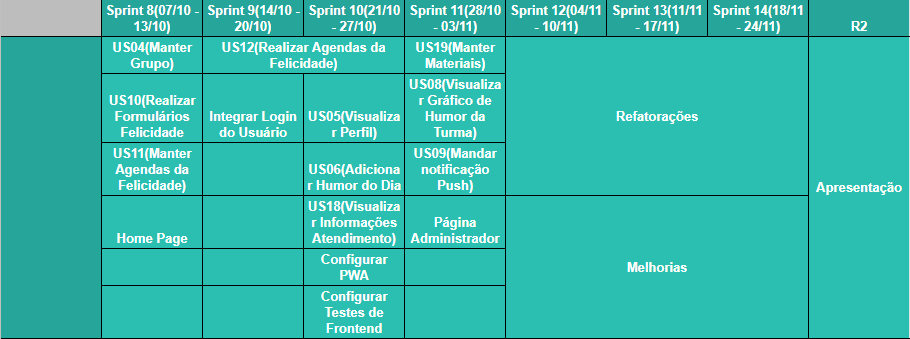 Sprint 8(07/10 -
13/10)
Sprint 9(14/10 -
20/10)
Sprint 10(21/10
- 27/10)
Sprint 11(28/10
- 03/11)
Sprint 12(04/11
- 10/11)
Sprint 13(11/11
- 17/11)
Sprint 14(18/11
- 24/11)
R2
US04(Manter
Grupo)
US12(Realizar Agendas da
Felicidade)
US19(Manter
Materiais)
US10(Realizar
Formulários
Felicidade
Integrar Login
do Usuário
US05(Visualiza
r Perfil)
US08(Visualiza
r Gráfico de
Humor da
Turma)
Refatorações
US11(Manter
Agendas da
Felicidade)
US06(Adiciona
r Humor do Dia
US09(Mandar
notificação
Push)
Apresentação
Home Page
US18(Visualiza
r Informações
Atendimento)
Página
Administrador
Configurar
PWA
Melhorias
Configurar
Testes de
Frontend